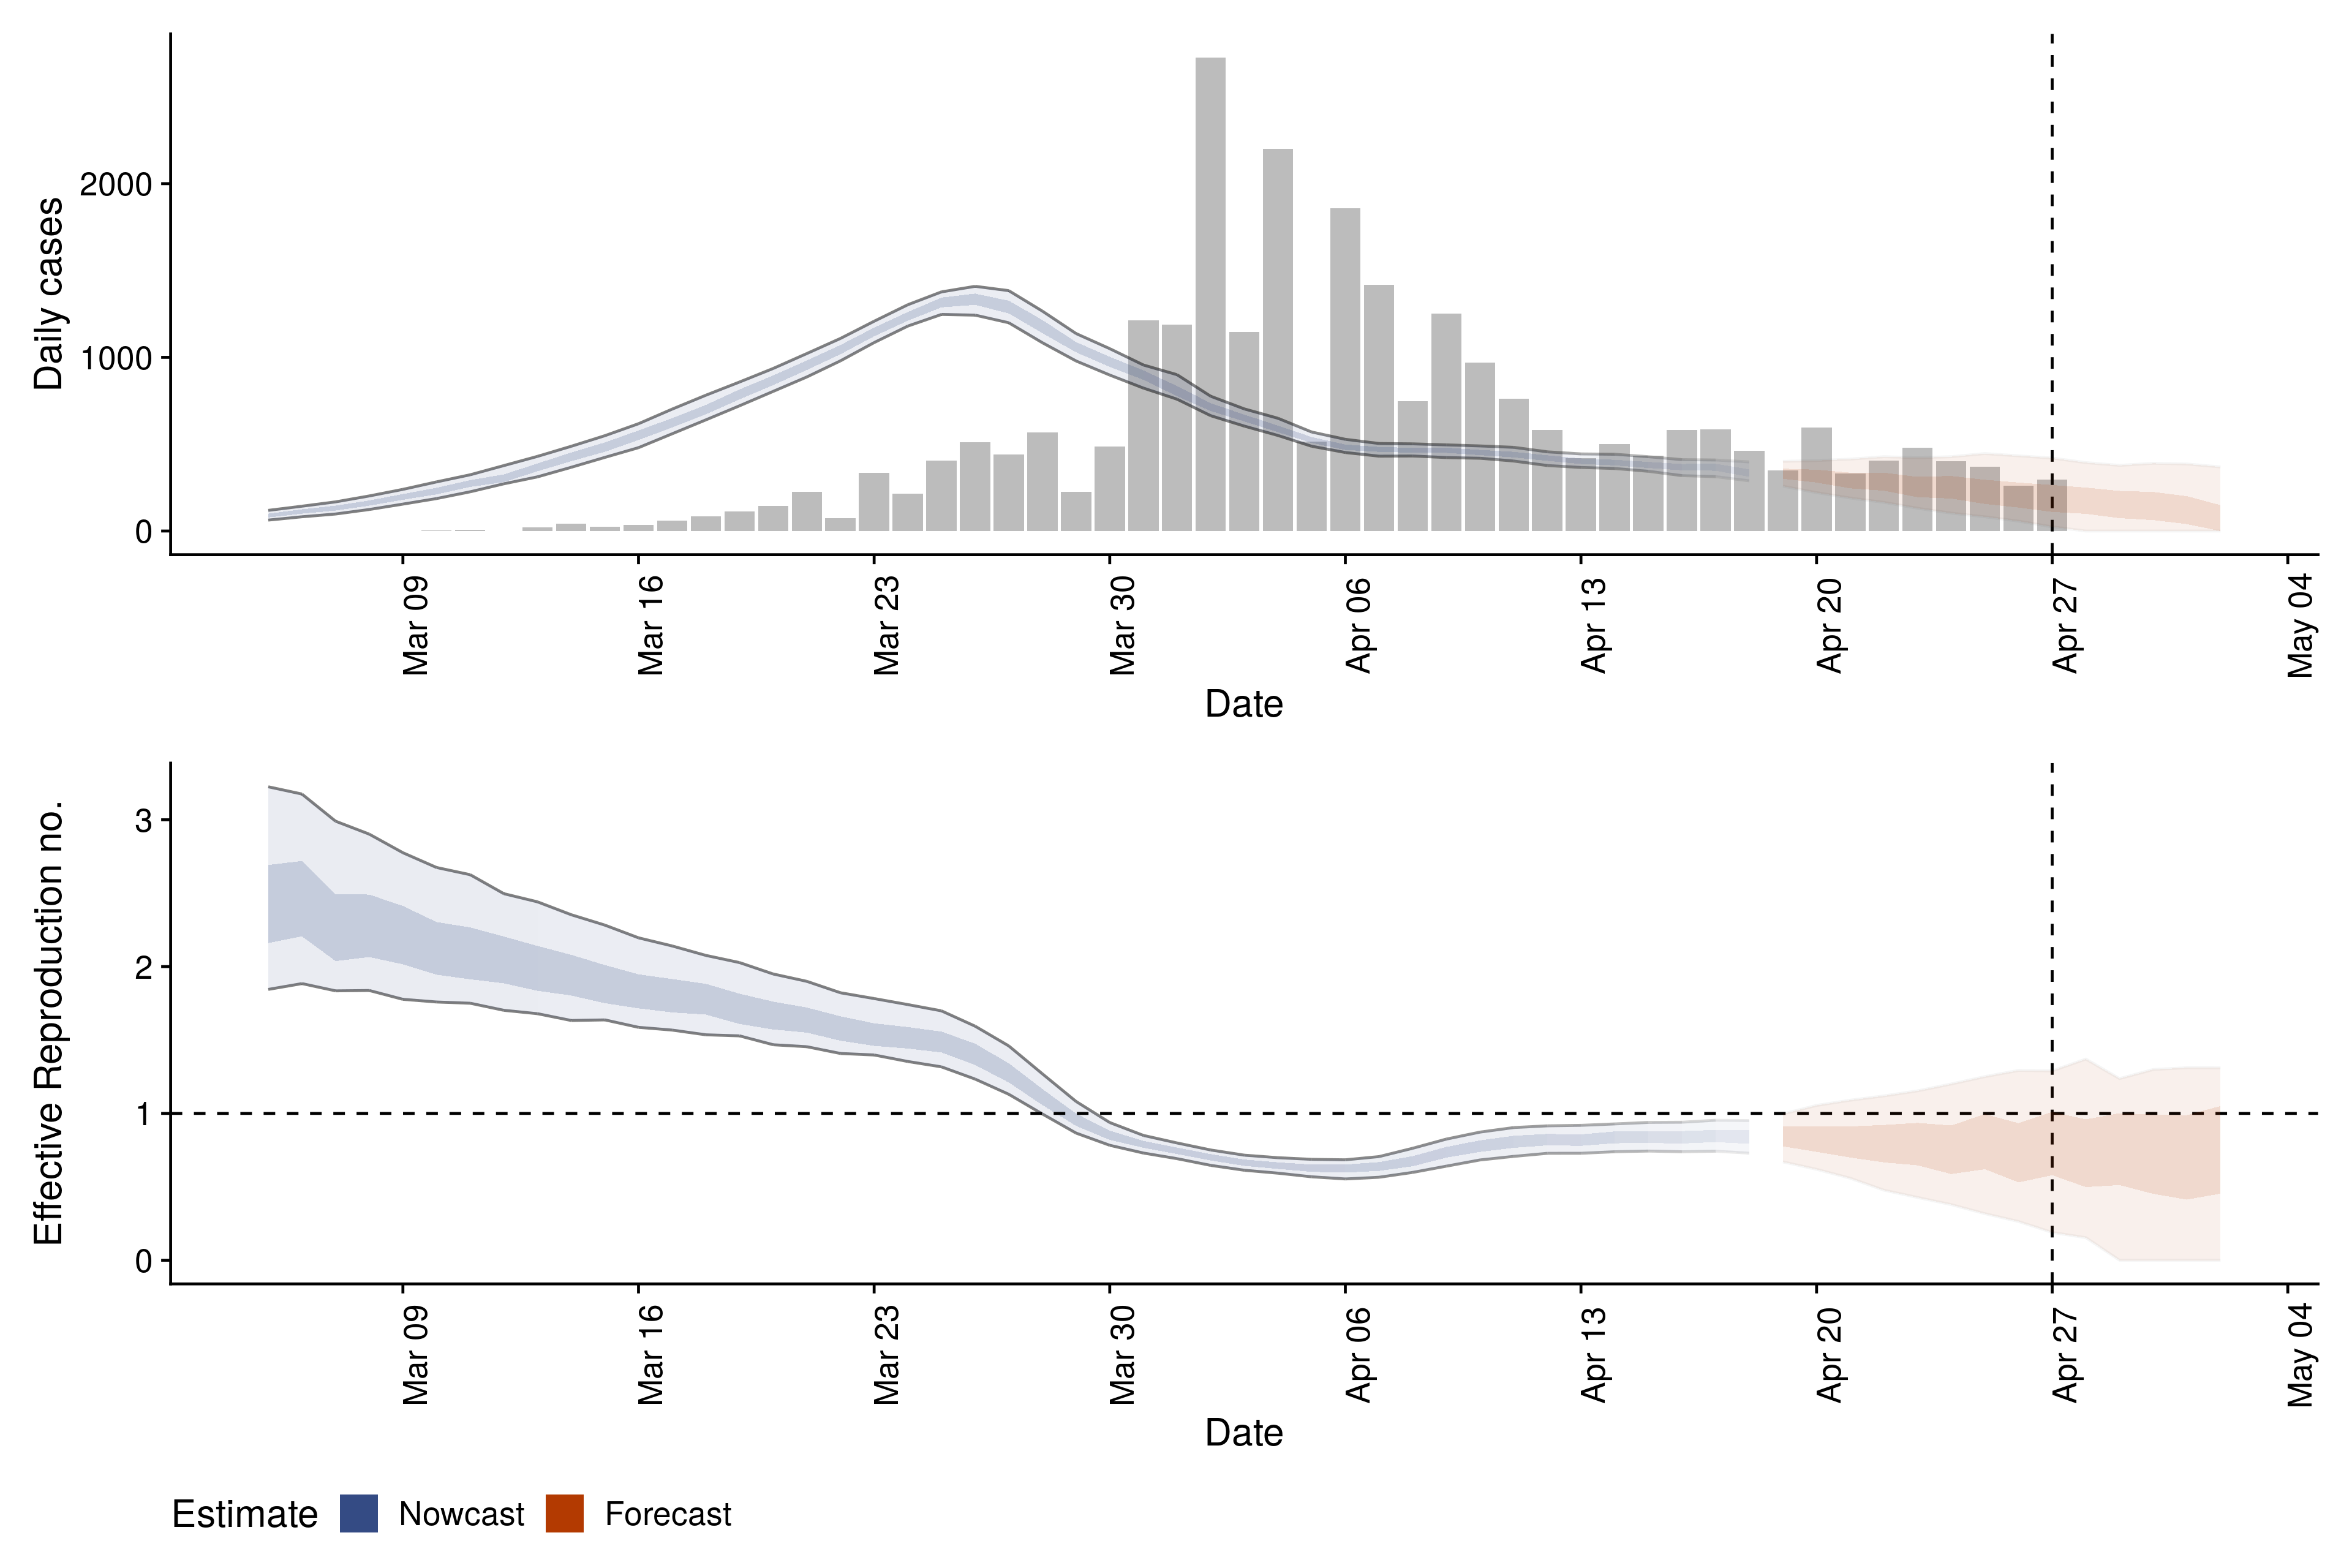 Daily cases
2000
1000
0
Mar 09
Mar 16
Mar 23
Mar 30
Apr 06
Apr 13
Apr 20
Apr 27
May 04
Date
Effective Reproduction no.
3
2
1
0
Mar 09
Mar 16
Mar 23
Mar 30
Apr 06
Apr 13
Apr 20
Apr 27
May 04
Date
Estimate Nowcast Forecast